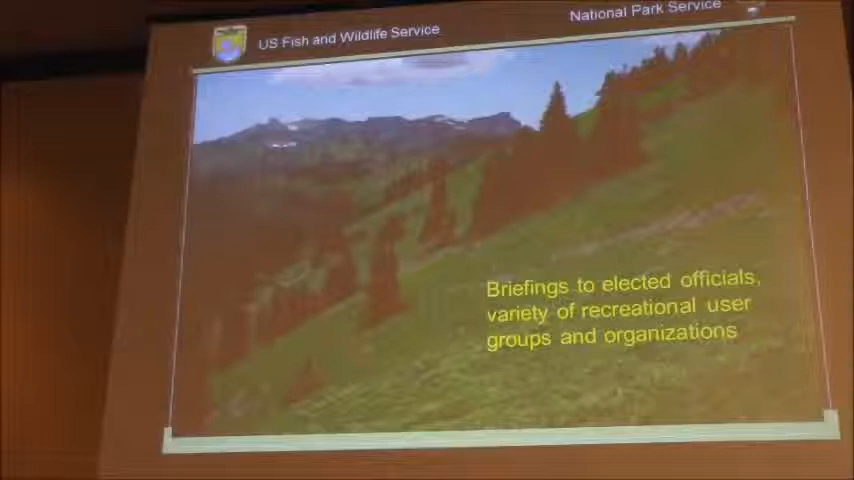 US Fish and Wildlife Service
National Park Service
Briefings to elected officials,
variety of recreational user
groups and organizations